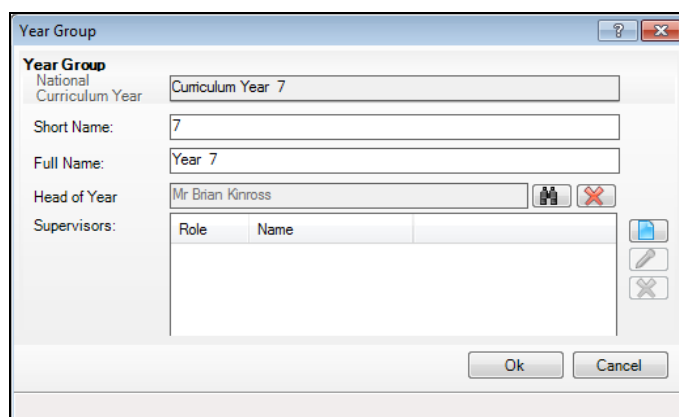 Year Group
Year Group
National
Curriculum Year
Curriculum Year 7
Short Name:
7
Full Name:
Year 7
Head of Year
Mr Brian Kinross
Supervisors:
Role Name
Ok Cancel